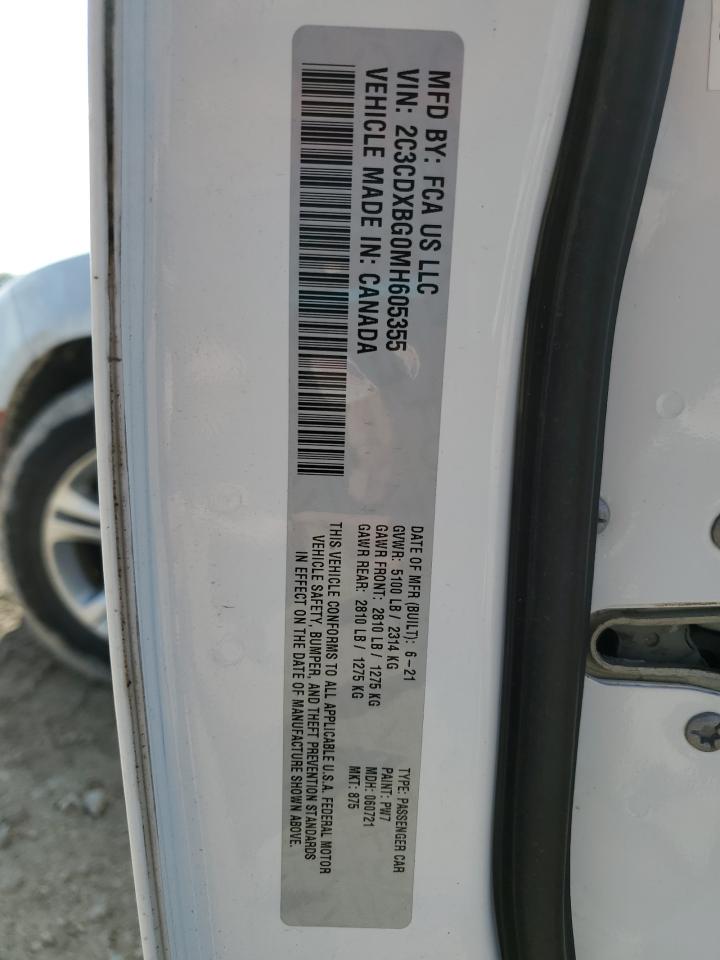 MFD BY: FCA US LLC
VIN: 2C3CDXBG0MH605355
VEHICLE MADE IN: CANADA
DATE OF MFR (BUILT): 6-21
GVWR: 5100 LB / 2314 KG
GAWR FRONT: 2810 LB / 1275 KG
GAWR REAR: 2810 LB / 1275 KG
TYPE: PASSENGER CAR
PAINT: PW7
MDH: 060721
MKT: 875
THIS VEHICLE CONFORMS TO ALL APPLICABLE U.S.A. FEDERAL MOTOR
VEHICLE SAFETY, BUMPER, AND THEFT PREVENTION STANDARDS
IN EFFECT ON THE DATE OF MANUFACTURE SHOWN ABOVE.